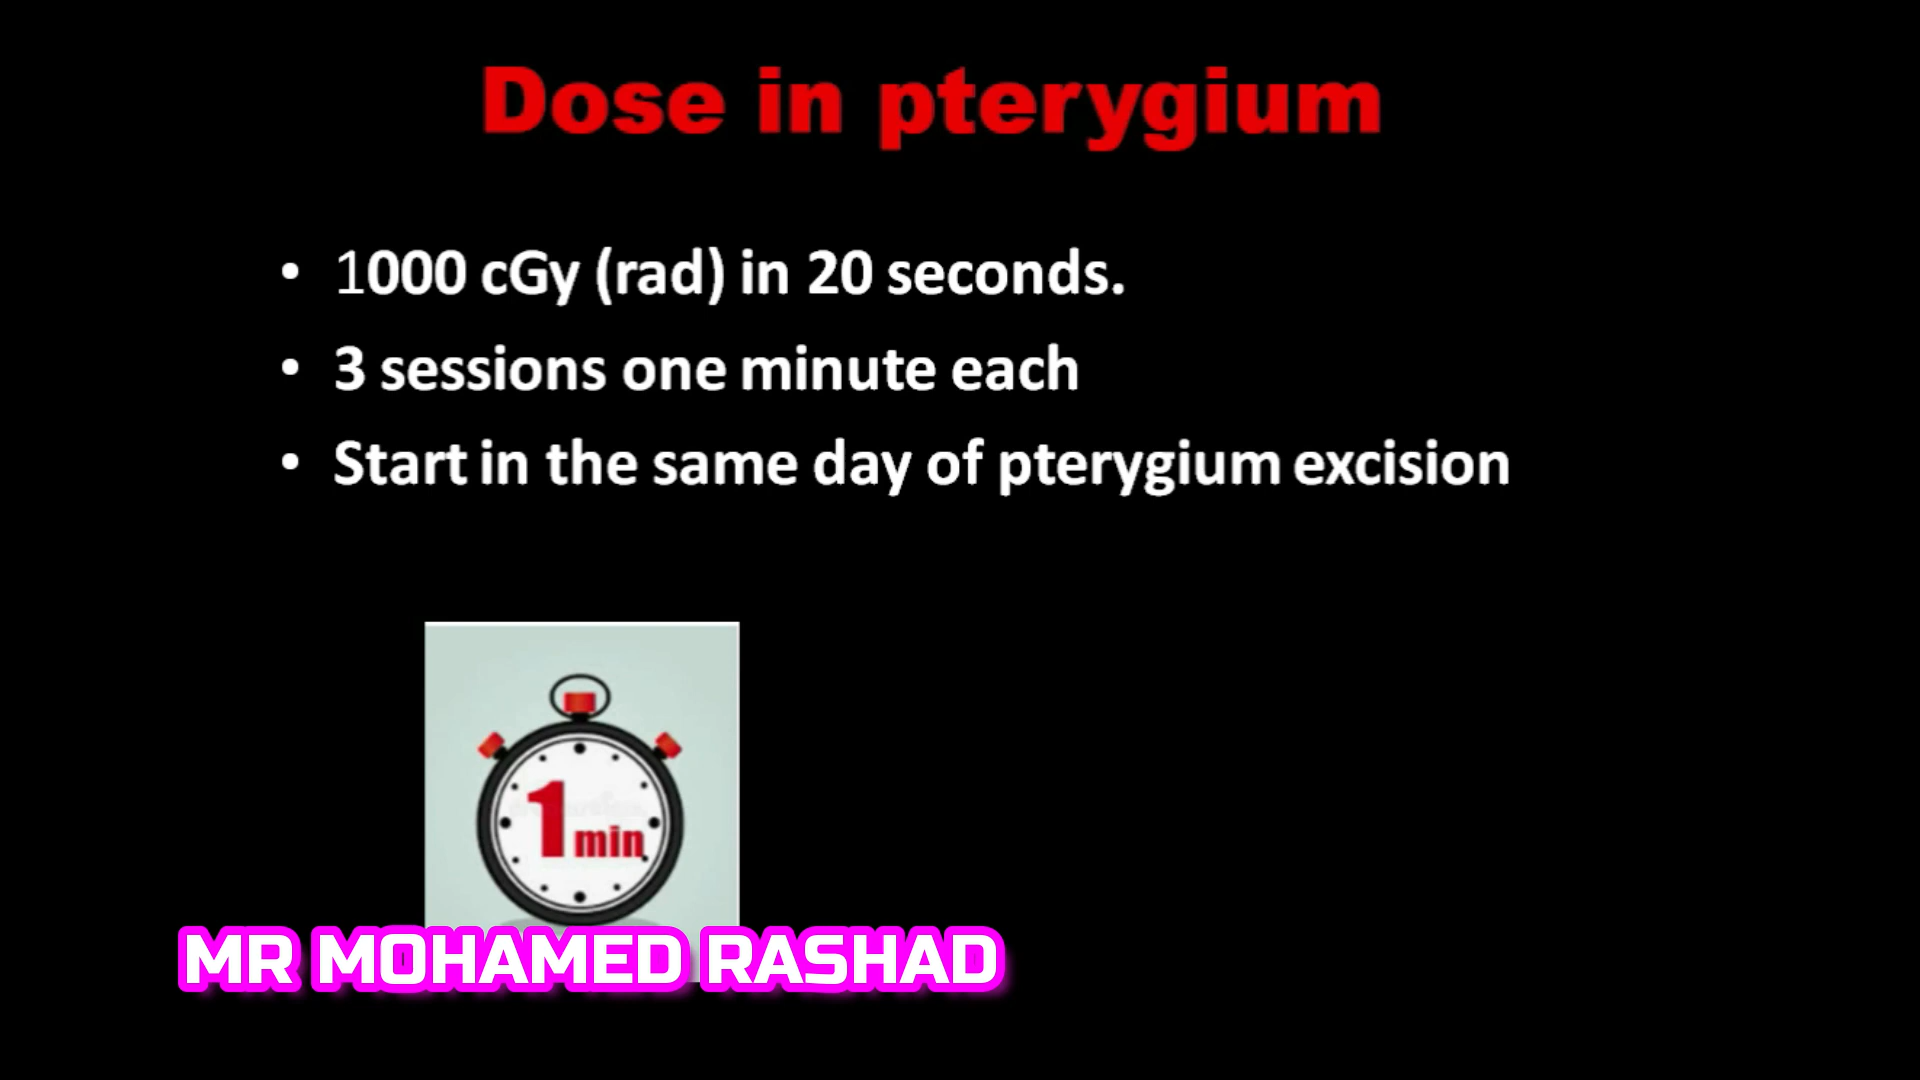 Dose in pterygium
• 1000 cGy (rad) in 20 seconds.
• 3 sessions one minute each
• Start in the same day of pterygium excision
1 min
MR MOHAMED RASHAD